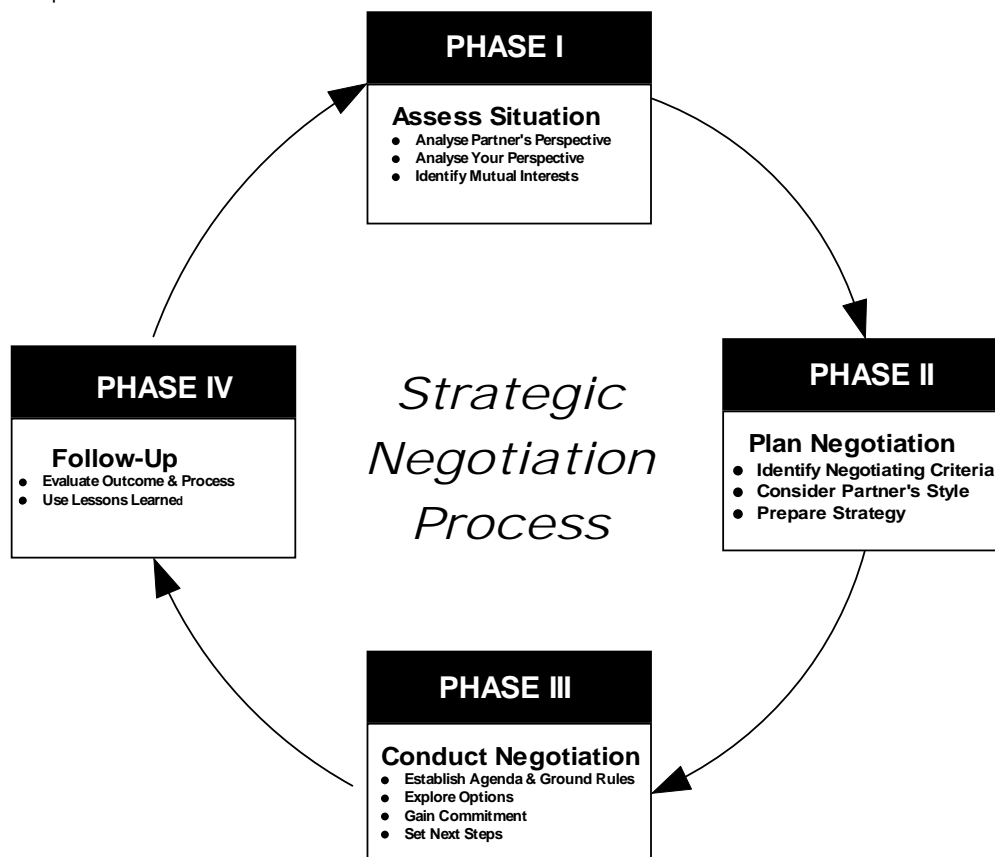 PHASE I
Assess Situation
● Analyse Partner's Perspective
● Analyse Your Perspective
● Identify Mutual Interests
PHASE II
Plan Negotiation
● Identify Negotiating Criteria
● Consider Partner's Style
● Prepare Strategy
PHASE III
Conduct Negotiation
● Establish Agenda & Ground Rules
● Explore Options
● Gain Commitment
● Set Next Steps
PHASE IV
Follow-Up
● Evaluate Outcome & Process
● Use Lessons Learned
Strategic
Negotiation
Process